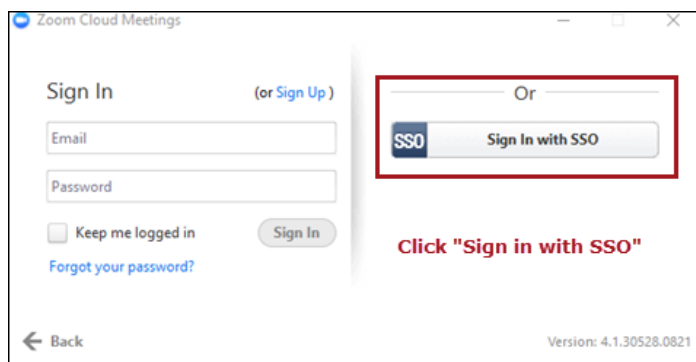 Zoom Cloud Meetings
Sign In (or Sign Up )
Email
Password
Keep me logged in Sign In
Forgot your password?
Back
Or
SSO Sign In with SSO
Click "Sign in with SSO"
Version: 4.1.30528.0821